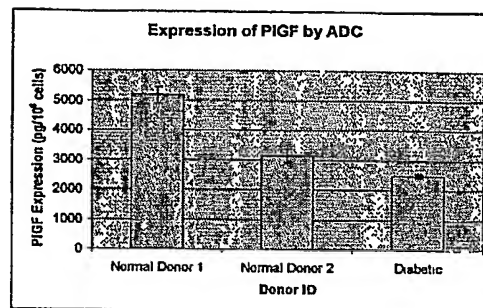 Expression of PlGF by ADC
PlGF Expression (pg/10⁶ cells)
6000
5000
4000
3000
2000
1000
0
Normal Donor 1
Normal Donor 2
Diabetic
Donor ID